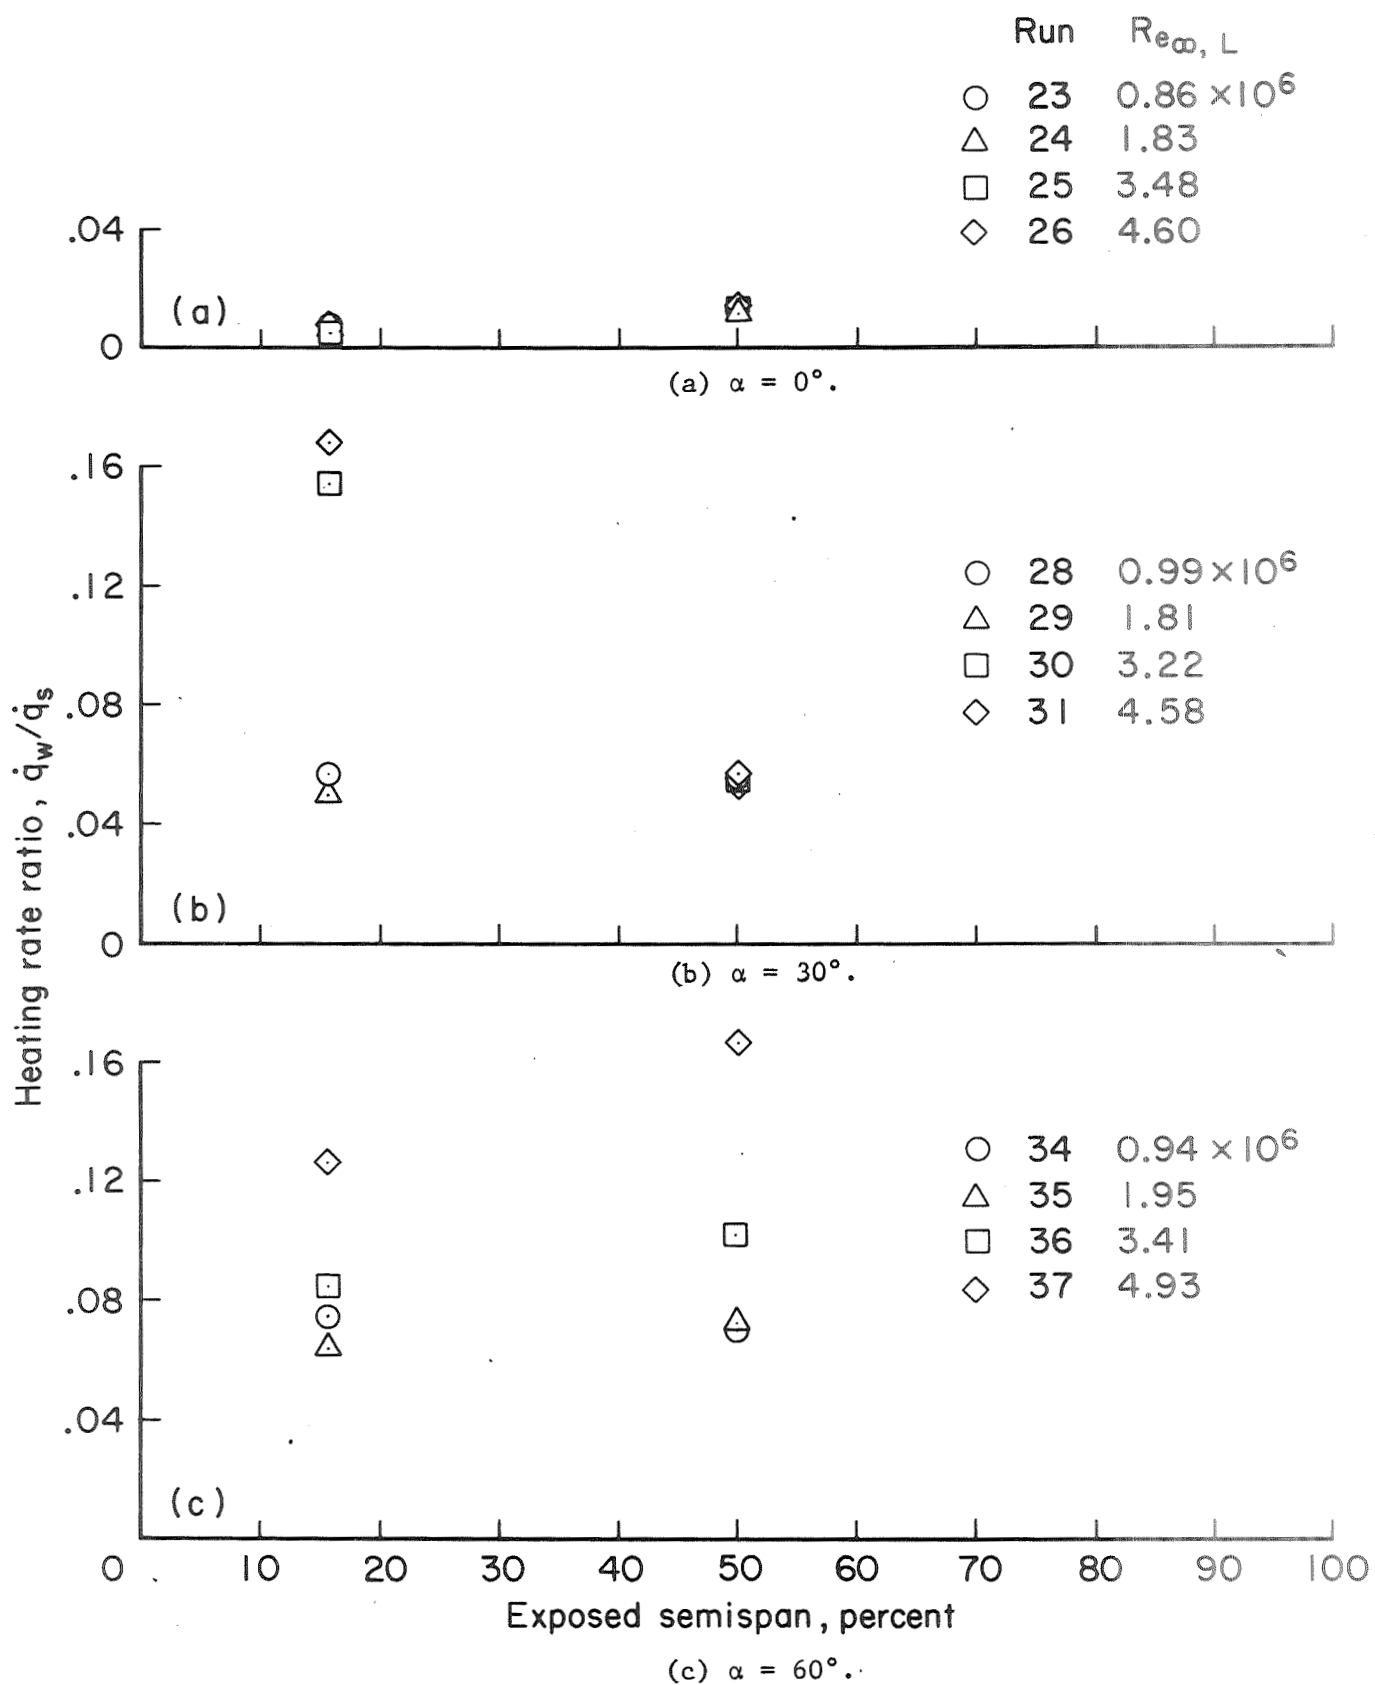 Run Re∞, L
23 0.86 ×10⁶
24 1.83
25 3.48
26 4.60
.04
(a)
0
(a) α = 0°.
.16
.12
.08
.04
0
28 0.99×10⁶
29 1.81
30 3.22
31 4.58
(b)
(b) α = 30°.
Heating rate ratio, q̇w/q̇s
.16
.12
.08
.04
34 0.94 ×10⁶
35 1.95
36 3.41
37 4.93
(c)
0 10 20 30 40 50 60 70 80 90 100
Exposed semispan, percent
(c) α = 60°.